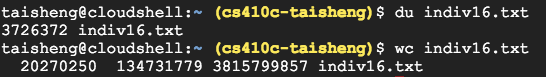 taisheng@cloudshell:~ (cs410c-taisheng)$ du indiv16.txt
3726372 indiv16.txt
taisheng@cloudshell:~ (cs410c-taisheng)$ wc indiv16.txt
20270250 134731779 3815799857 indiv16.txt